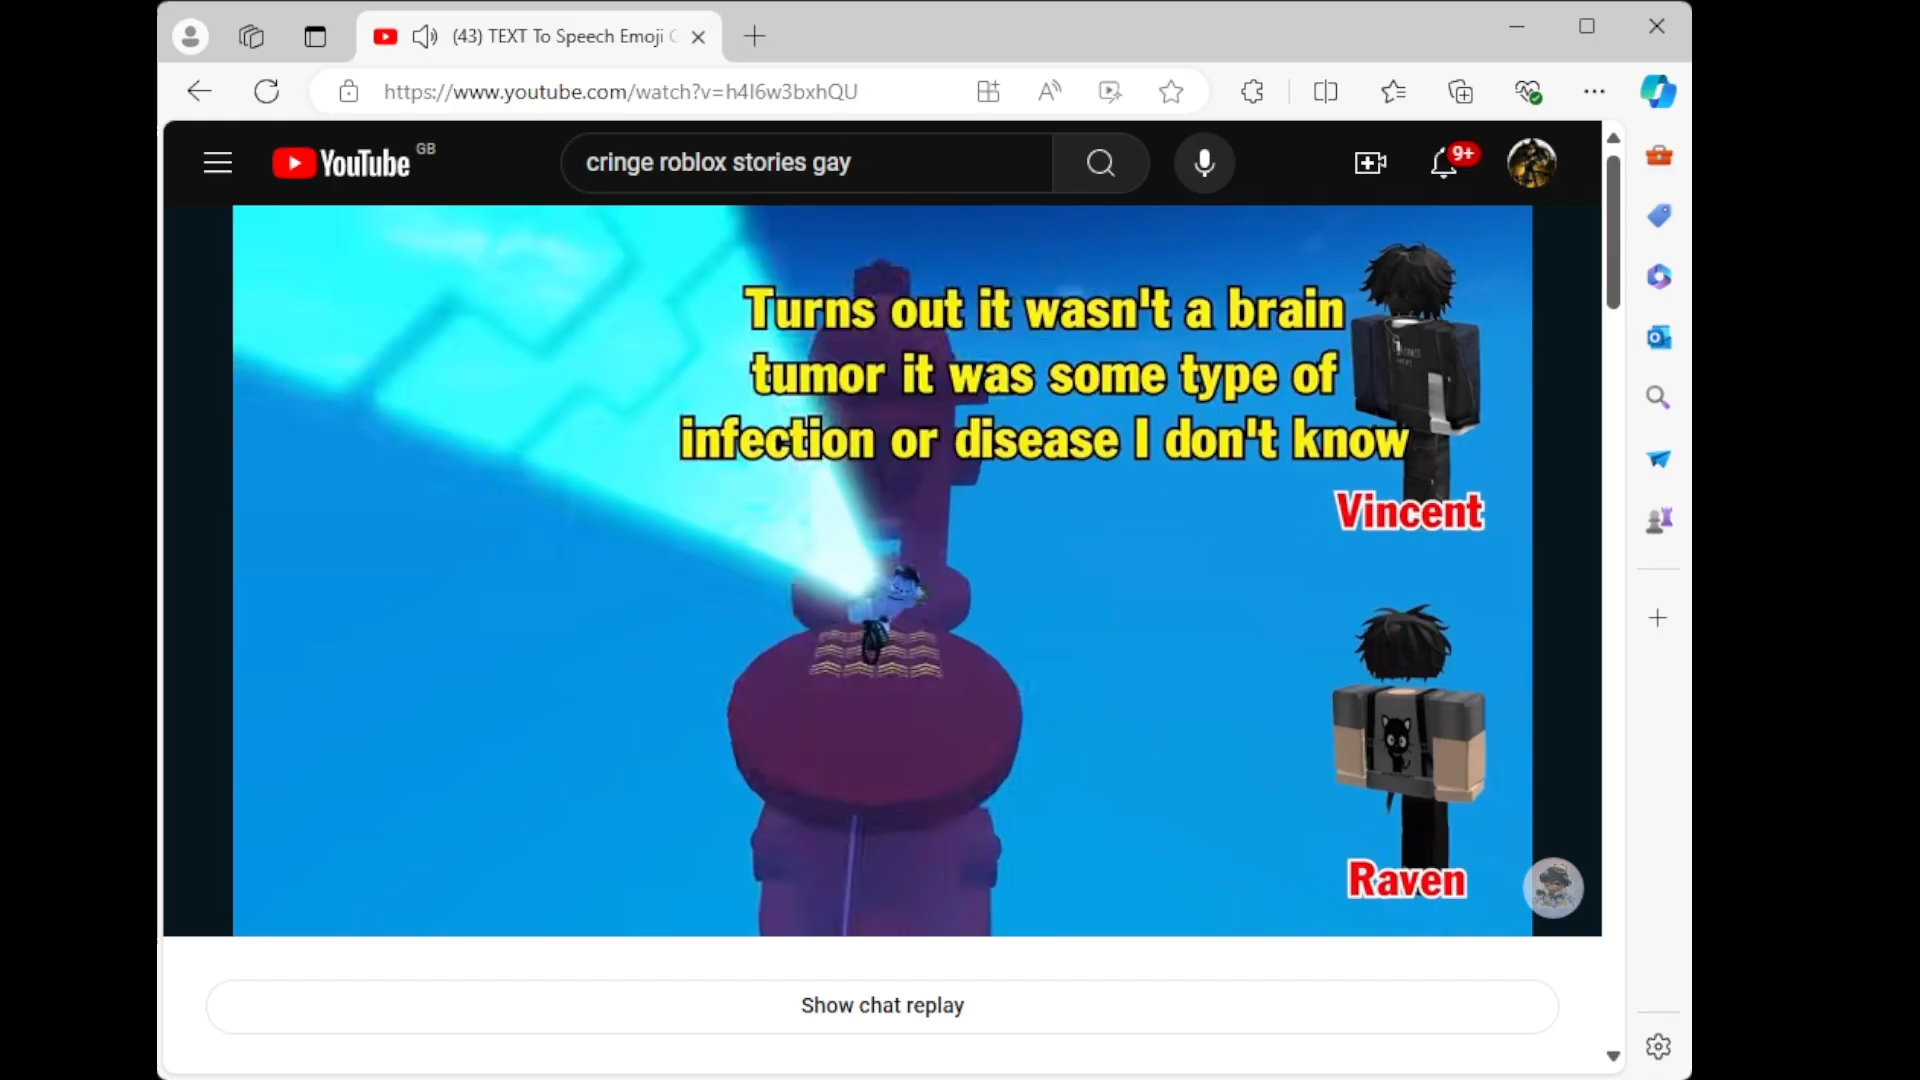 (43) TEXT To Speech Emoji
https://www.youtube.com/watch?v=h4I6w3bxhQU
YouTube GB
cringe roblox stories gay
9+
Turns out it wasn't a brain
tumor it was some type of
infection or disease I don't know
Vincent
Raven
Show chat replay